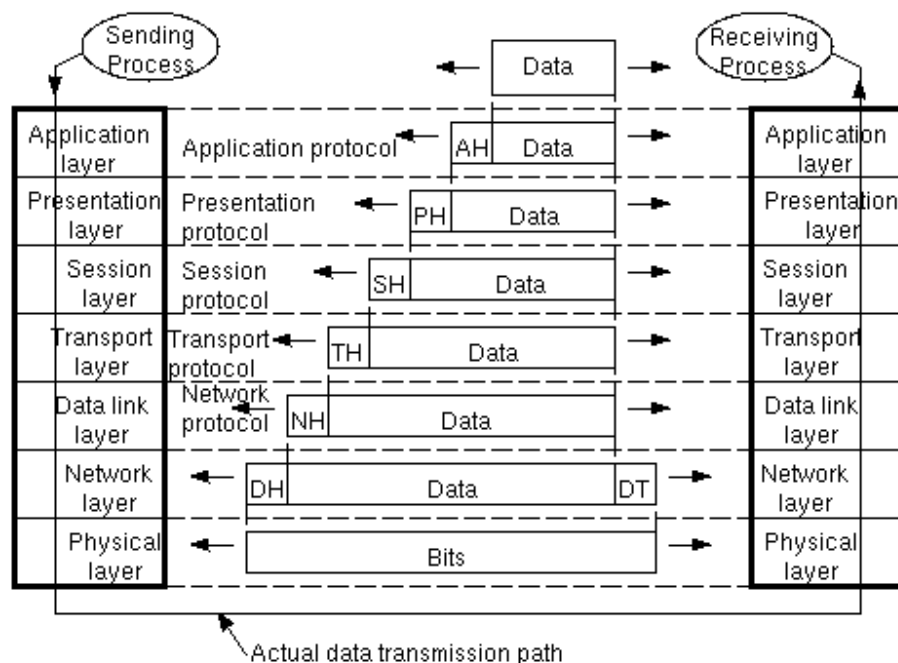 Sending
Process
Data
Receiving
Process
Application
layer
Application protocol
AH
Data
Application
layer
Presentation
layer
Presentation
protocol
PH
Data
Presentation
layer
Session
layer
Session
protocol
SH
Data
Session
layer
Transport
layer
Transport
protocol
TH
Data
Transport
layer
Data link
layer
Network
protocol
NH
Data
Data link
layer
Network
layer
DH
Data
DT
Network
layer
Physical
layer
Bits
Physical
layer
Actual data transmission path